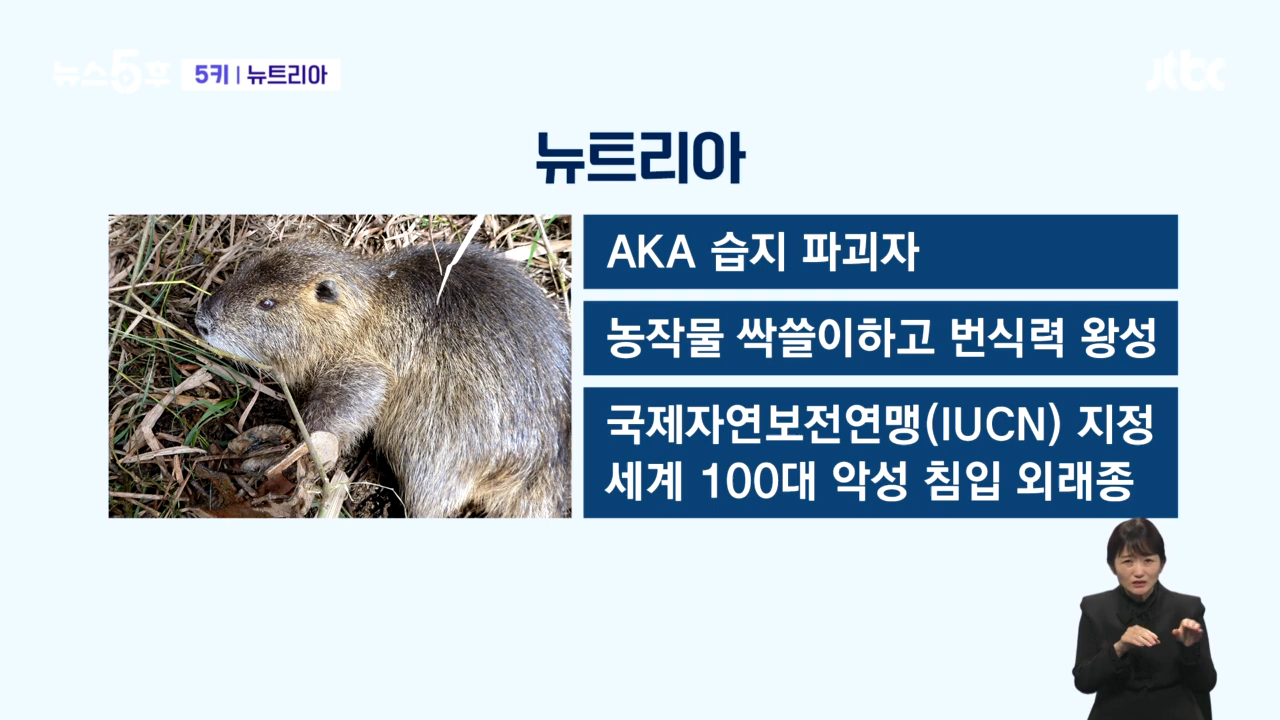 뉴스5후
5키 | 뉴트리아
jtbc
뉴트리아
AKA 습지 파괴자
농작물 싹쓸이하고 번식력 왕성
국제자연보전연맹(IUCN) 지정
세계 100대 악성 침입 외래종